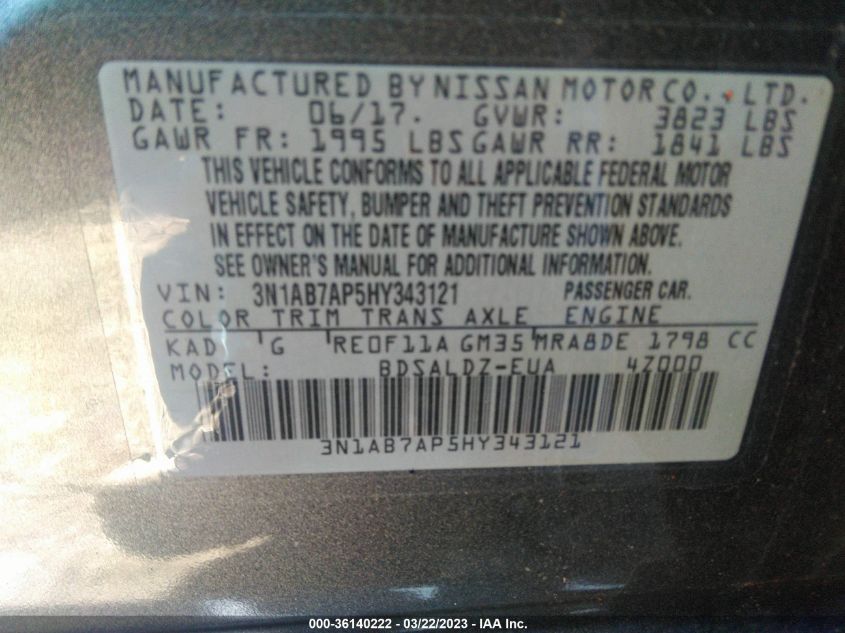 MANUFACTURED BY NISSAN MOTOR CO., LTD.
DATE: 06/17. GVWR: 3823 LBS
GAWR FR: 1995 LBS GAWR RR: 1841 LBS
THIS VEHICLE CONFORMS TO ALL APPLICABLE FEDERAL MOTOR
VEHICLE SAFETY, BUMPER AND THEFT PREVENTION STANDARDS
IN EFFECT ON THE DATE OF MANUFACTURE SHOWN ABOVE.
SEE OWNER'S MANUAL FOR ADDITIONAL INFORMATION.
VIN: 3N1AB7AP5HY343121 PASSENGER CAR.
COLOR TRIM TRANS AXLE ENGINE
KAD G RE0F11A GM35 MRA8DE 1798 CC
MODEL: BDSALDZ-EUA 4Z000
3N1AB7AP5HY343121
000-36140222 - 03/22/2023 - IAA Inc.